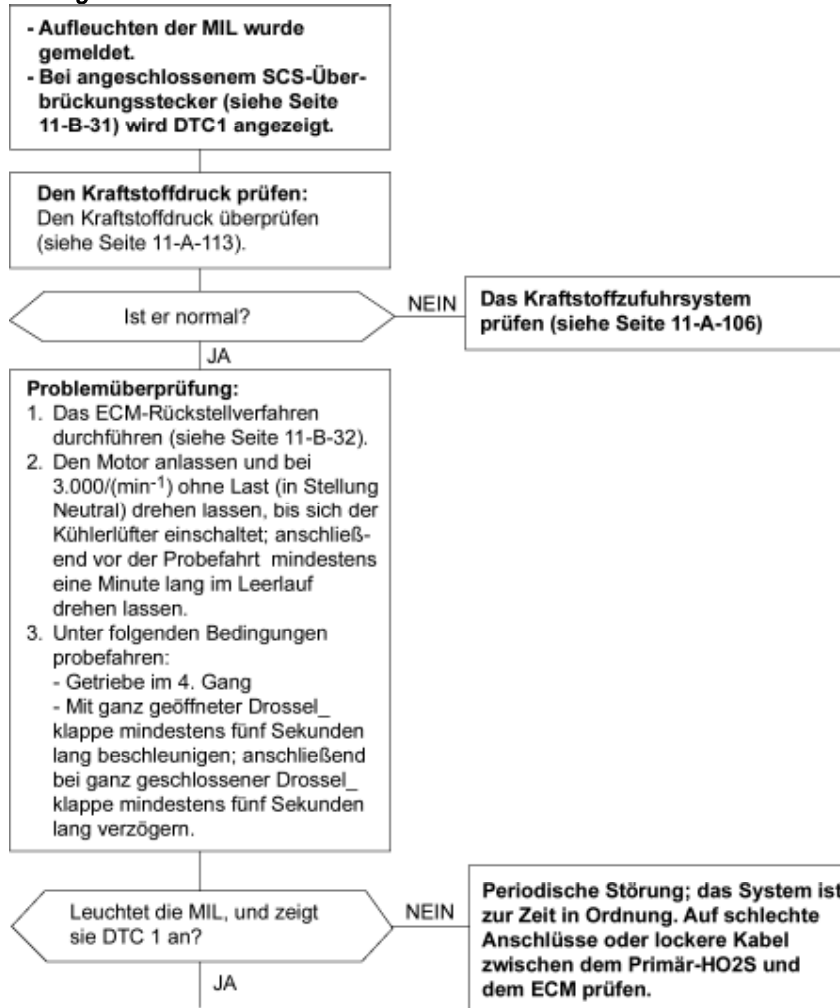 - Aufleuchten der MIL wurde
gemeldet.
- Bei angeschlossenem SCS-Über-
brückungsstecker (siehe Seite
11-B-31) wird DTC1 angezeigt.
Den Kraftstoffdruck prüfen:
Den Kraftstoffdruck überprüfen
(siehe Seite 11-A-113).
Ist er normal?
NEIN
Das Kraftstoffzufuhrsystem
prüfen (siehe Seite 11-A-106)
JA
Problemüberprüfung:
1. Das ECM-Rückstellverfahren
durchführen (siehe Seite 11-B-32).
2. Den Motor anlassen und bei
3.000/(min-1) ohne Last (in Stellung
Neutral) drehen lassen, bis sich der
Kühlerlüfter einschaltet; anschließ-
end vor der Probefahrt mindestens
eine Minute lang im Leerlauf
drehen lassen.
3. Unter folgenden Bedingungen
probefahren:
- Getriebe im 4. Gang
- Mit ganz geöffneter Drossel_
klappe mindestens fünf Sekunden
lang beschleunigen; anschließend
bei ganz geschlossener Drossel_
klappe mindestens fünf Sekunden
lang verzögern.
Leuchtet die MIL, und zeigt
sie DTC 1 an?
NEIN
Periodische Störung; das System ist
zur Zeit in Ordnung. Auf schlechte
Anschlüsse oder lockere Kabel
zwischen dem Primär-HO2S und
dem ECM prüfen.
JA